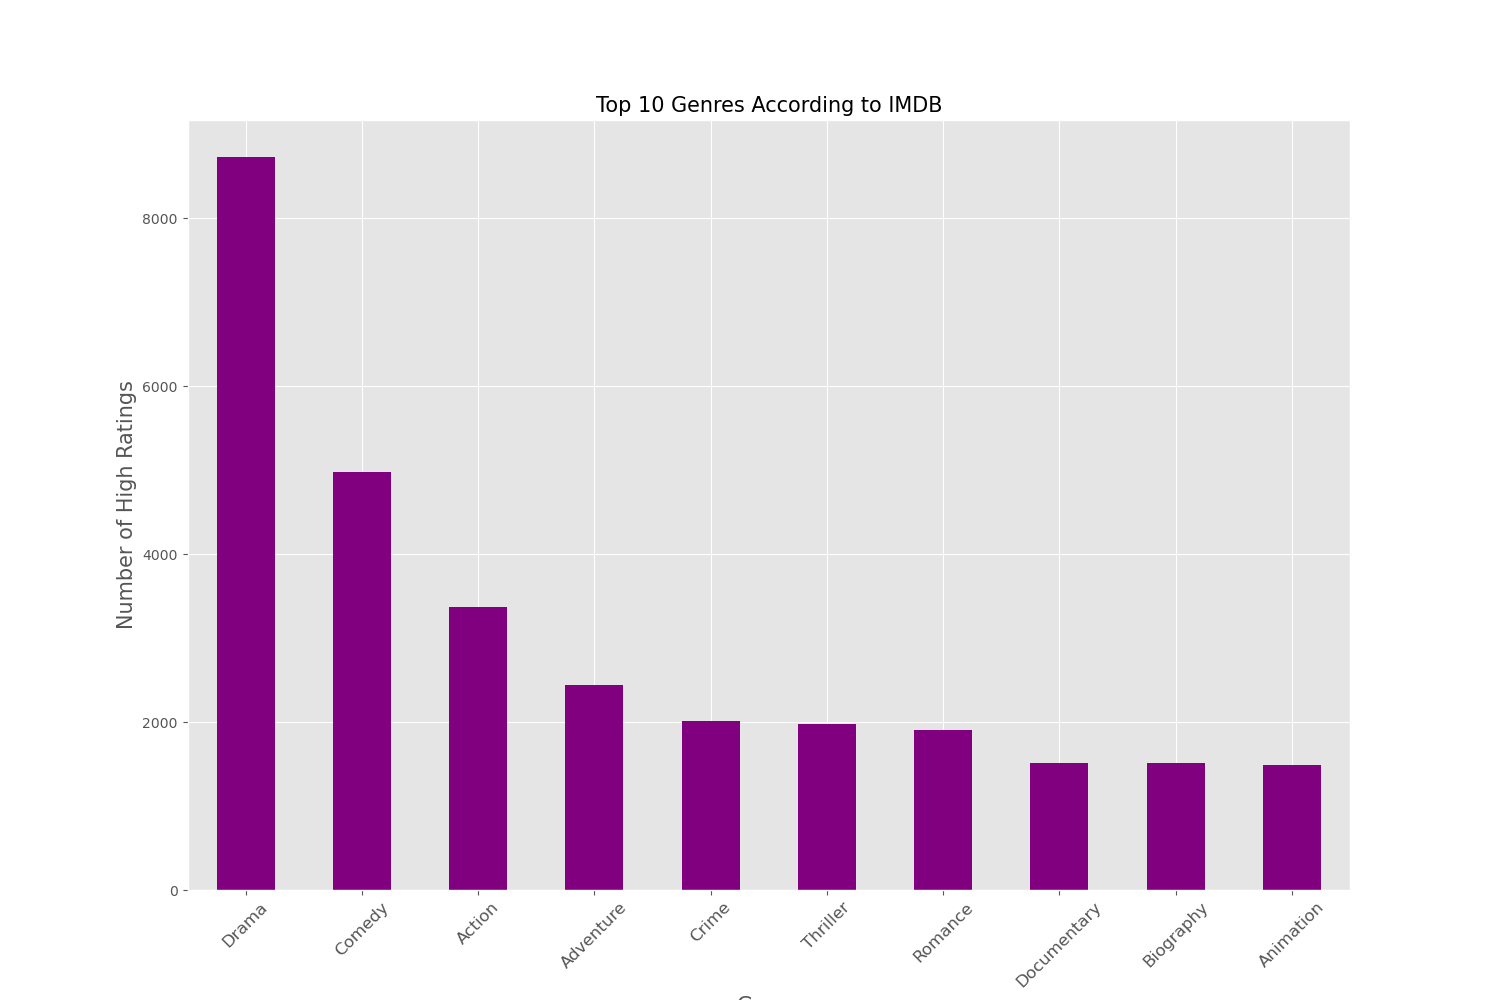 Top 10 Genres According to IMDB
Number of High Ratings
8000
6000
4000
2000
0
Drama
Comedy
Action
Adventure
Crime
Thriller
Romance
Documentary
Biography
Animation